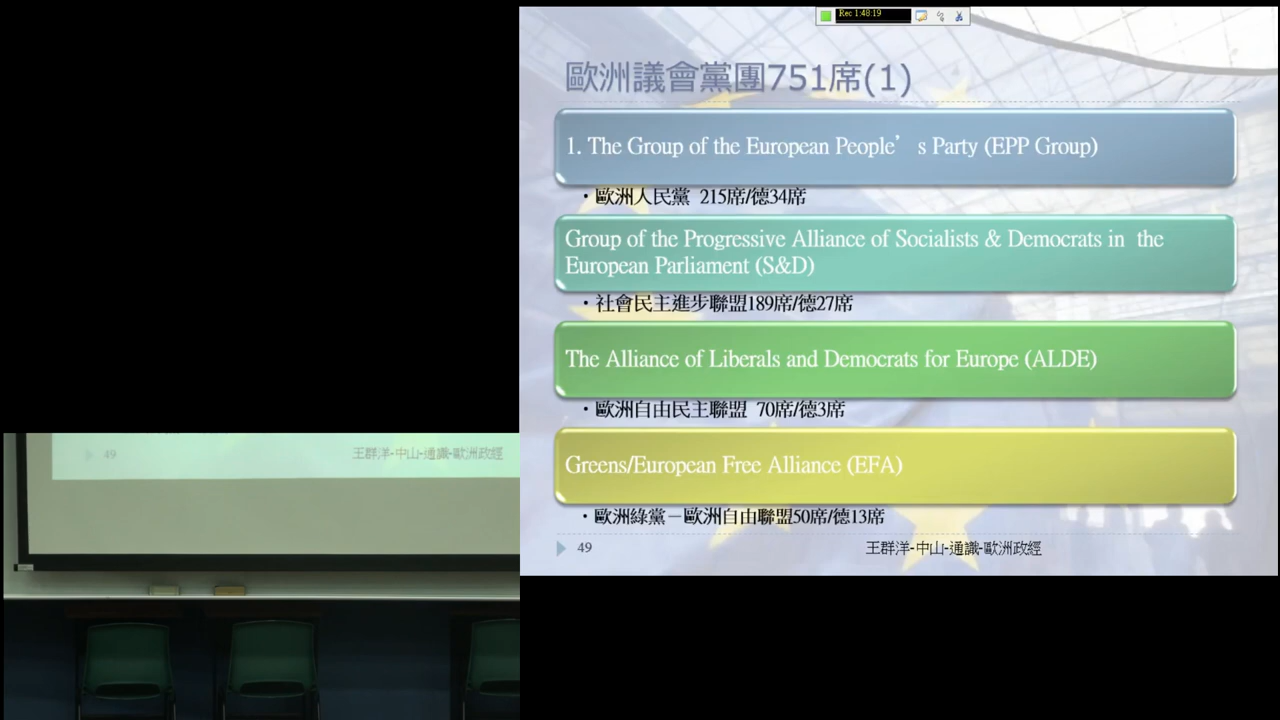 Rec 1:48:19
歐洲議會黨團751席(1)
1. The Group of the European People’ s Party (EPP Group)
・歐洲人民黨 215席/德34席
Group of the Progressive Alliance of Socialists & Democrats in the
European Parliament (S&D)
・社會民主進步聯盟189席/德27席
The Alliance of Liberals and Democrats for Europe (ALDE)
・歐洲自由民主聯盟 70席/德3席
Greens/European Free Alliance (EFA)
・歐洲綠黨－歐洲自由聯盟50席/德13席
49
王群洋-中山-通識-歐洲政經
49
王群洋-中山-通識-歐洲政經